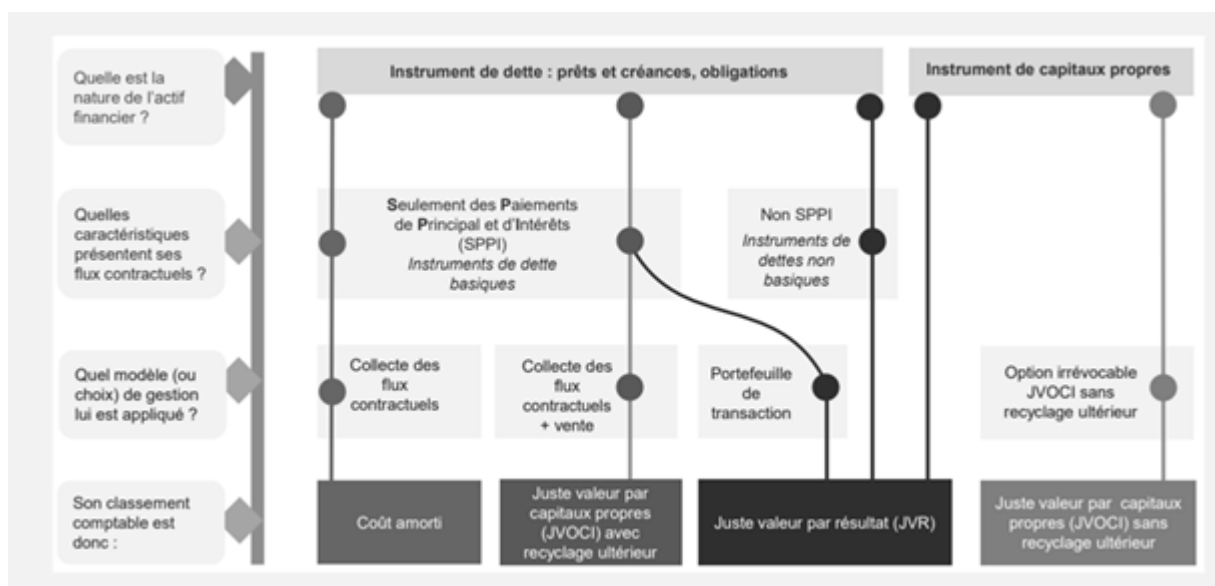 Quelle est la
nature de l'actif
financier ?
Instrument de dette : prêts et créances, obligations
Instrument de capitaux propres
Quelles
caractéristiques
présentent ses
flux contractuels ?
Seulement des Paiements
de Principal et d'Intérêts
(SPPI)
Instruments de dette
basiques
Non SPPI
Instruments de
dettes non
basiques
Quel modèle (ou
choix) de gestion
lui est appliqué ?
Collecte des
flux
contractuels
Collecte des
flux
contractuels
+ vente
Portefeuille
de
transaction
Option irrévocable
JVOCI sans
recyclage ultérieur
Son classement
comptable est
donc :
Coût amorti
Juste valeur par
capitaux propres
(JVOCI) avec
recyclage ultérieur
Juste valeur par résultat (JVR)
Juste valeur par capitaux
propres (JVOCI) sans
recyclage ultérieur